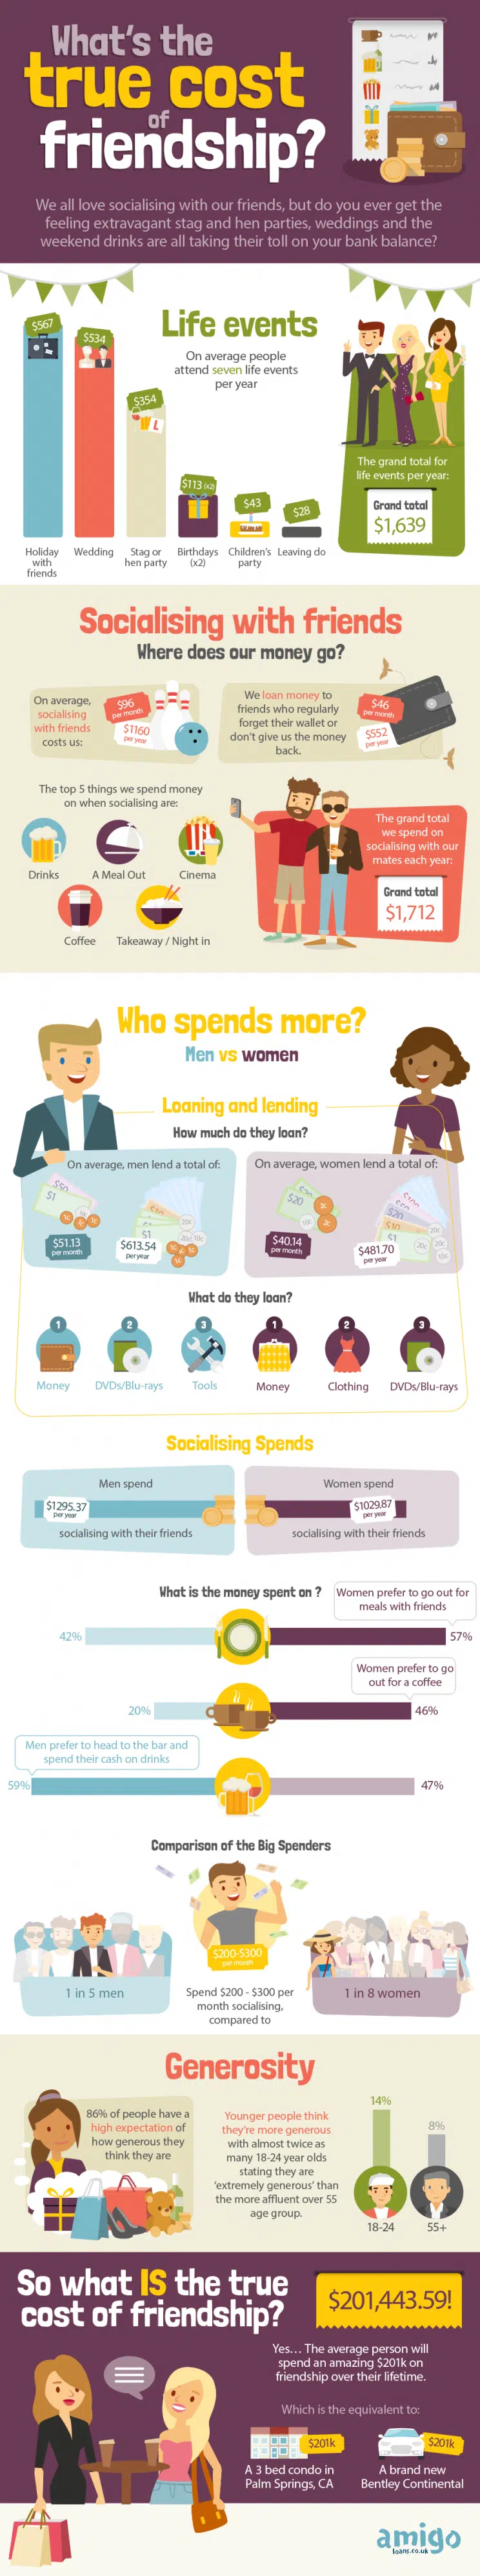 What's the
true cost
of
friendship?
We all love socialising with our friends, but do you ever get the
feeling extravagant stag and hen parties, weddings and the
weekend drinks are all taking their toll on your bank balance?
Life events
On average people
attend seven life events
per year
$567
$534
$354
L
$113 (x2)
$43
$28
Holiday
with
friends
Wedding
Stag or
hen party
Birthdays
(x2)
Children's
party
Leaving do
The grand total for
life events per year:
Grand total
$1,639
Socialising with friends
Where does our money go?
On average,
socialising
with friends
costs us:
$96
per month
$1160
per year
We loan money to
friends who regularly
forget their wallet or
don't give us the money
back.
$46
per month
$552
per year
The top 5 things we spend money
on when socialising are:
Drinks
A Meal Out
Cinema
Coffee
Takeaway / Night in
The grand total
we spend on
socialising with our
mates each year:
Grand total
$1,712
Who spends more?
Men vs women
Loaning and lending
How much do they loan?
On average, men lend a total of:
$50
$1
$51.13
per month
$10
$1
$613.54
per year
On average, women lend a total of:
$20
$40.14
per month
$100
$20
$10
$1
$481.70
per year
What do they loan?
1
2
3
1
2
3
Money
DVDs/Blu-rays
Tools
Money
Clothing
DVDs/Blu-rays
Socialising Spends
Men spend
$1295.37
per year
socialising with their friends
Women spend
$1029.87
per year
socialising with their friends
What is the money spent on ?
Women prefer to go out for
meals with friends
42%
57%
Women prefer to go
out for a coffee
20%
46%
Men prefer to head to the bar and
spend their cash on drinks
59%
47%
Comparison of the Big Spenders
$200-$300
per month
1 in 5 men
Spend $200 - $300 per
month socialising,
compared to
1 in 8 women
Generosity
86% of people have a
high expectation of
how generous they
think they are
Younger people think
they're more generous
with almost twice as
many 18-24 year olds
stating they are
'extremely generous' than
the more affluent over 55
age group.
14%
8%
18-24
55+
So what IS the true
cost of friendship?
$201,443.59!
Yes... The average person will
spend an amazing $201k on
friendship over their lifetime.
Which is the equivalent to:
$201k
$201k
A 3 bed condo in
Palm Springs, CA
A brand new
Bentley Continental
amigo
loans.co.uk